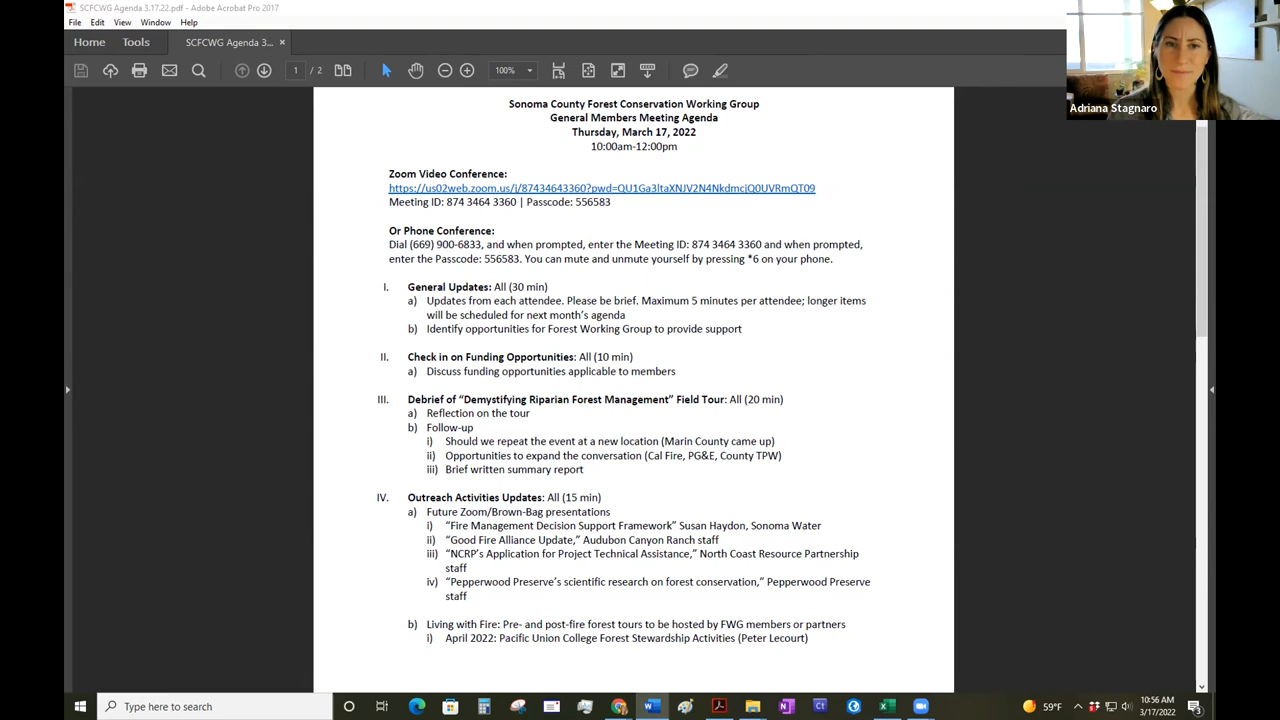 SCFCWG Agenda 3.17.22.pdf - Adobe Acrobat Pro 2017
File Edit View Window Help
Home Tools SCFCWG Agenda 3... ×
1 / 2 100%
Adriana Stagnaro
Sonoma County Forest Conservation Working Group
General Members Meeting Agenda
Thursday, March 17, 2022
10:00am-12:00pm
Zoom Video Conference:
https://us02web.zoom.us/j/87434643360?pwd=QU1Ga3ltaXNJV2N4NkdmcjQ0UVRmQT09
Meeting ID: 874 3464 3360 | Passcode: 556583
Or Phone Conference:
Dial (669) 900-6833, and when prompted, enter the Meeting ID: 874 3464 3360 and when prompted,
enter the Passcode: 556583. You can mute and unmute yourself by pressing *6 on your phone.
I. General Updates: All (30 min)
a) Updates from each attendee. Please be brief. Maximum 5 minutes per attendee; longer items
will be scheduled for next month's agenda
b) Identify opportunities for Forest Working Group to provide support
II. Check in on Funding Opportunities: All (10 min)
a) Discuss funding opportunities applicable to members
III. Debrief of "Demystifying Riparian Forest Management" Field Tour: All (20 min)
a) Reflection on the tour
b) Follow-up
i) Should we repeat the event at a new location (Marin County came up)
ii) Opportunities to expand the conversation (Cal Fire, PG&E, County TPW)
iii) Brief written summary report
IV. Outreach Activities Updates: All (15 min)
a) Future Zoom/Brown-Bag presentations
i) "Fire Management Decision Support Framework" Susan Haydon, Sonoma Water
ii) "Good Fire Alliance Update," Audubon Canyon Ranch staff
iii) "NCRP's Application for Project Technical Assistance," North Coast Resource Partnership
staff
iv) "Pepperwood Preserve's scientific research on forest conservation," Pepperwood Preserve
staff
b) Living with Fire: Pre- and post-fire forest tours to be hosted by FWG members or partners
i) April 2022: Pacific Union College Forest Stewardship Activities (Peter Lecourt)
Type here to search
59°F
10:56 AM
3/17/2022
3